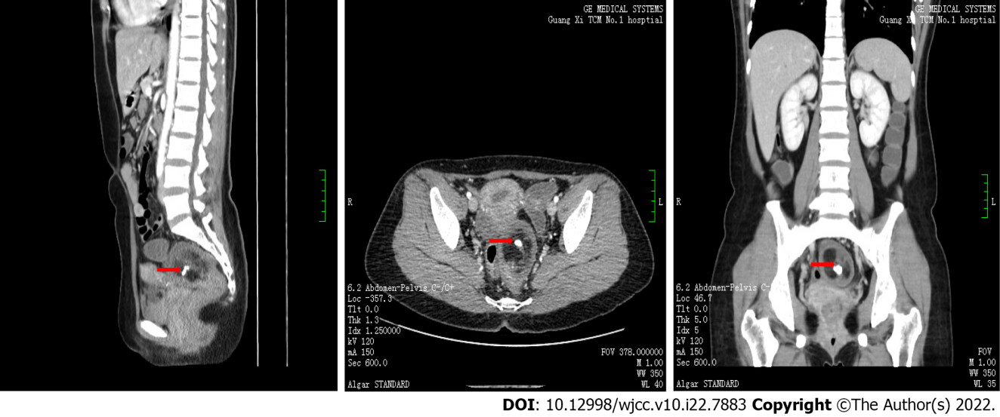 GE MEDICAL SYSTEMS
Guang Xi TCM No.1 hosptial
R
L
6.2 Abdomen-Pelvis C-/C+
Loc -357.3
Tlt 0.0
Thk 1.3
Idx 1.250000
kV 120
mA 150
Sec 600.0
Algar STANDARD
FOV 378.000000
M 1.00
WW 350
WL 40
GE MEDICAL SYSTEMS
Guang Xi TCM No.1 hosptial
R
L
6.2 Abdomen-Pelvis C-
Loc 46.7
Tlt 0.0
Thk 5.0
Idx 5
kV 120
mA 150
Sec 600.0
Algar STANDARD
FOV
M 1.00
WW 350
WL 35
DOI: 10.12998/wjcc.v10.i22.7883 Copyright ©The Author(s) 2022.